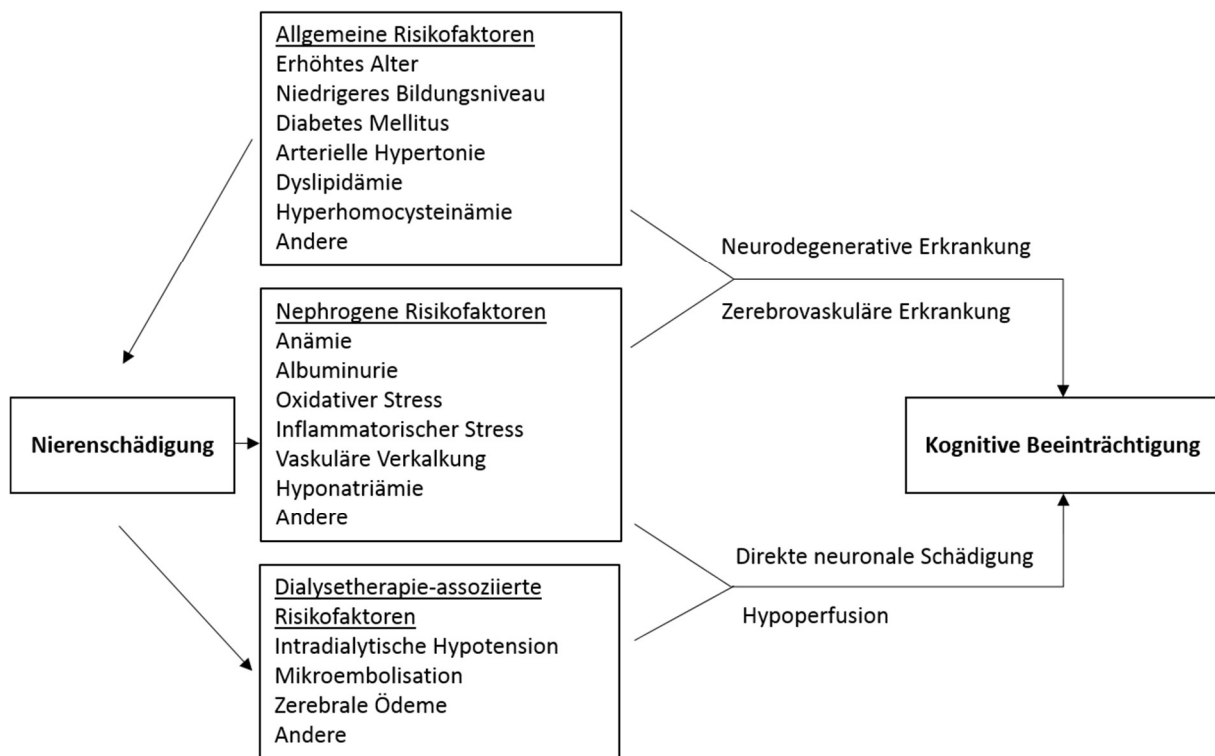 Allgemeine Risikofaktoren
Erhöhtes Alter
Niedrigeres Bildungsniveau
Diabetes Mellitus
Arterielle Hypertonie
Dyslipidämie
Hyperhomocysteinämie
Andere
Neurodegenerative Erkrankung
Zerebrovaskuläre Erkrankung
Nierenschädigung
Nephrogene Risikofaktoren
Anämie
Albuminurie
Oxidativer Stress
Inflammatorischer Stress
Vaskuläre Verkalkung
Hyponatriämie
Andere
Kognitive Beeinträchtigung
Direkte neuronale Schädigung
Hypoperfusion
Dialysetherapie-assoziierte
Risikofaktoren
Intradialytische Hypotension
Mikroembolisation
Zerebrale Ödeme
Andere